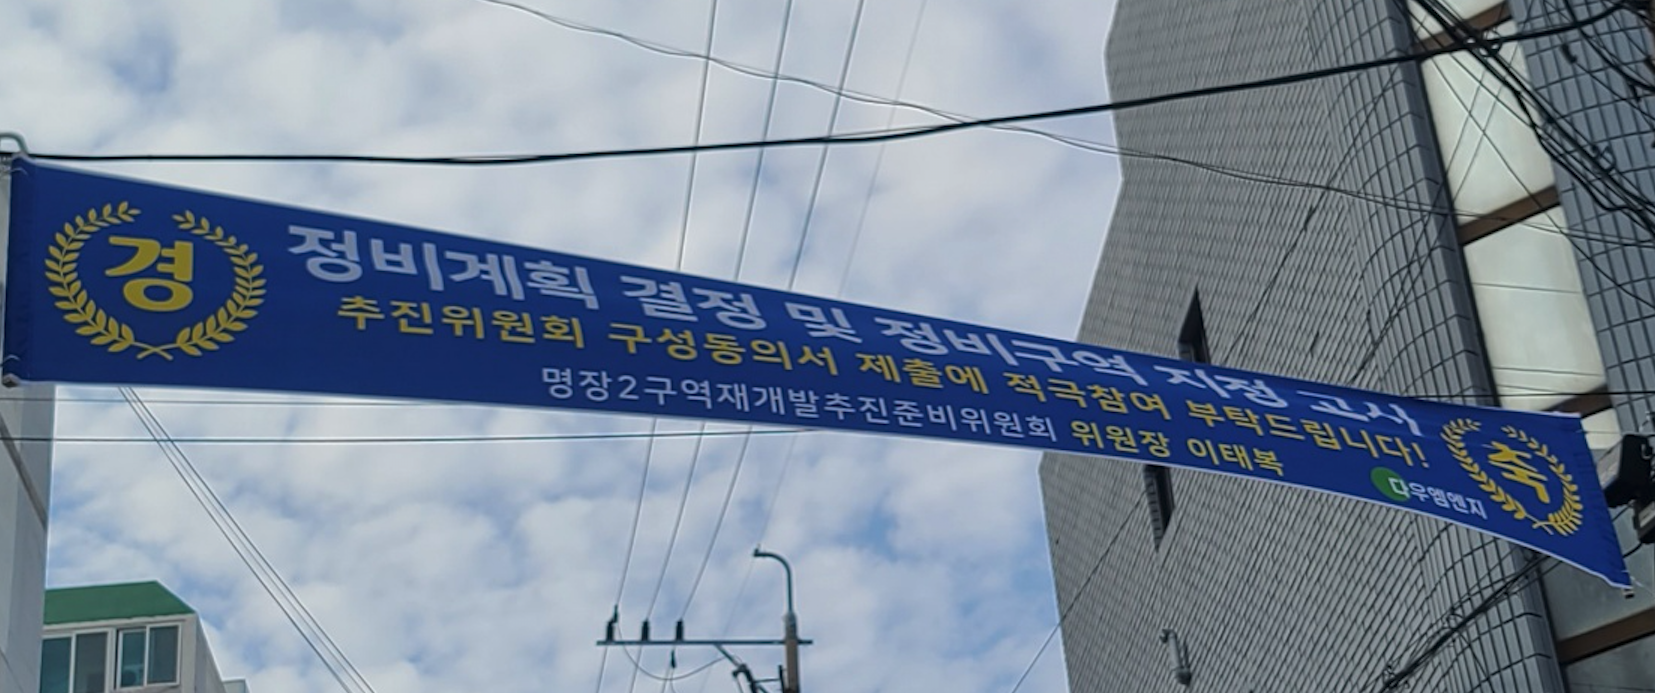 경
정비계획 결정 및 정비구역 지정 고시
추진위원회 구성동의서 제출에 적극참여 부탁드립니다!
명장2구역재개발추진준비위원회 위원장 이태복
다우엠엔지
축